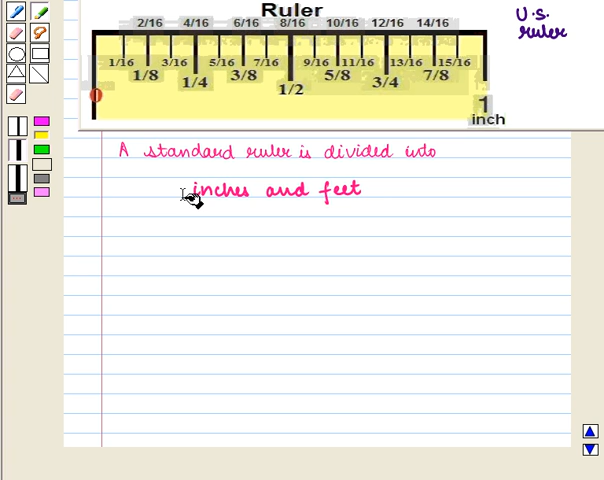 Ruler
U.S.
ruler
2/16 4/16 6/16 8/16 10/16 12/16 14/16
1/16 3/16 5/16 7/16 9/16 11/16 13/16 15/16
1/8 1/4 3/8 1/2 5/8 3/4 7/8
0
1
inch
A standard ruler is divided into
inches and feet